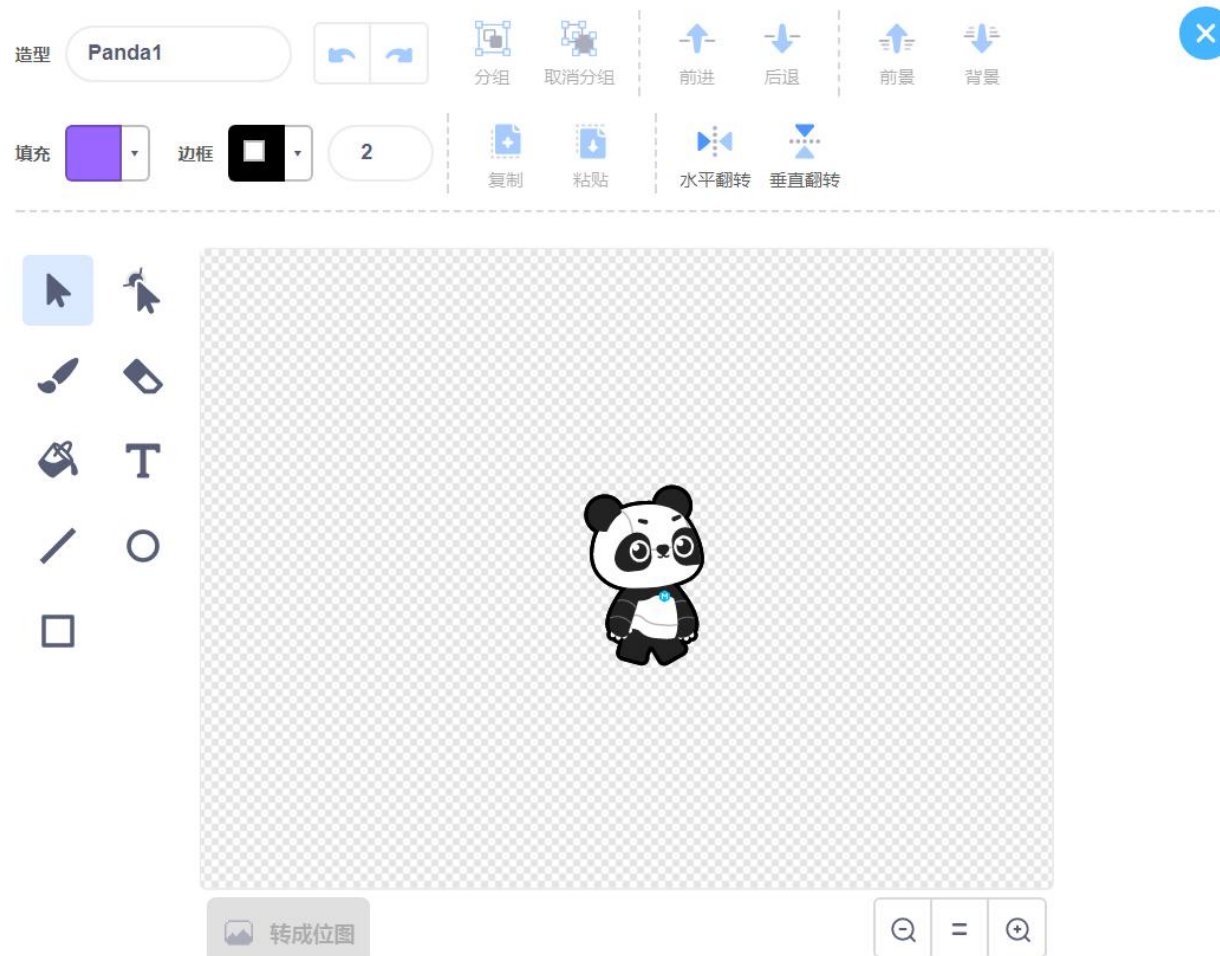 造型 Panda1
分组 取消分组 前进 后退 前景 背景
填充 边框 2
复制 粘贴 水平翻转 垂直翻转
T
M
转成位图